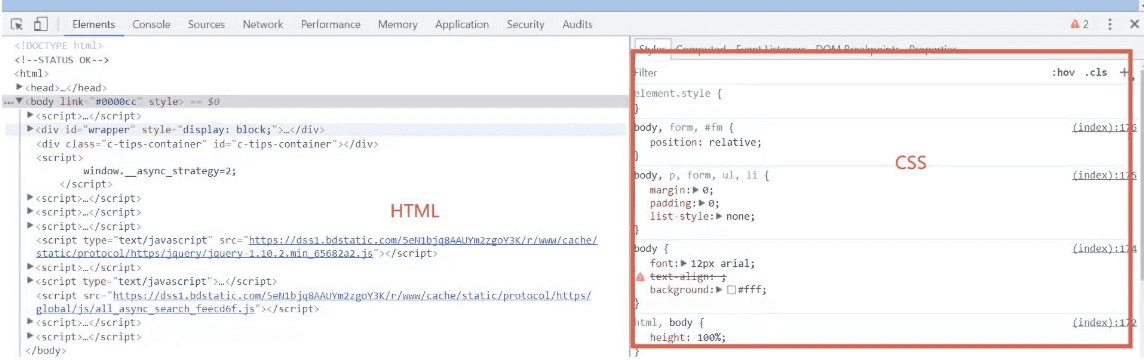 Elements Console Sources Network Performance Memory Application Security Audits 2
<!DOCTYPE html>
<!--STATUS OK-->
<html>
<head>…</head>
<body link="#0000cc" style> == $0
<script>…</script>
<div id="wrapper" style="display: block;">…</div>
<div class="c-tips-container" id="c-tips-container"></div>
<script>
window.__async_strategy=2;
</script>
<script>…</script>
<script>…</script>
<script>…</script>
<script type="text/javascript" src="https://dss1.bdstatic.com/5eN1bjq8AAUYm2zgoY3K/r/www/cache/
static/protocol/https/jquery/jquery-1.10.2.min_65682a2.js"></script>
<script>…</script>
<script type="text/javascript">…</script>
<script src="https://dss1.bdstatic.com/5eN1bjq8AAUYm2zgoY3K/r/www/cache/static/protocol/https/
global/js/all_async_search_feecd6f.js"></script>
<script>…</script>
<script>…</script>
</body>
HTML
Styles Computed Event Listeners DOM Breakpoints Properties
Filter :hov .cls +
element.style {
}
body, form, #fm { (index):176
position: relative;
}
body, p, form, ul, li { (index):175
margin: 0;
padding: 0;
list-style: none;
}
body { (index):174
font: 12px arial;
text-align: ;
background: #fff;
}
html, body { (index):172
height: 100%;
}
CSS